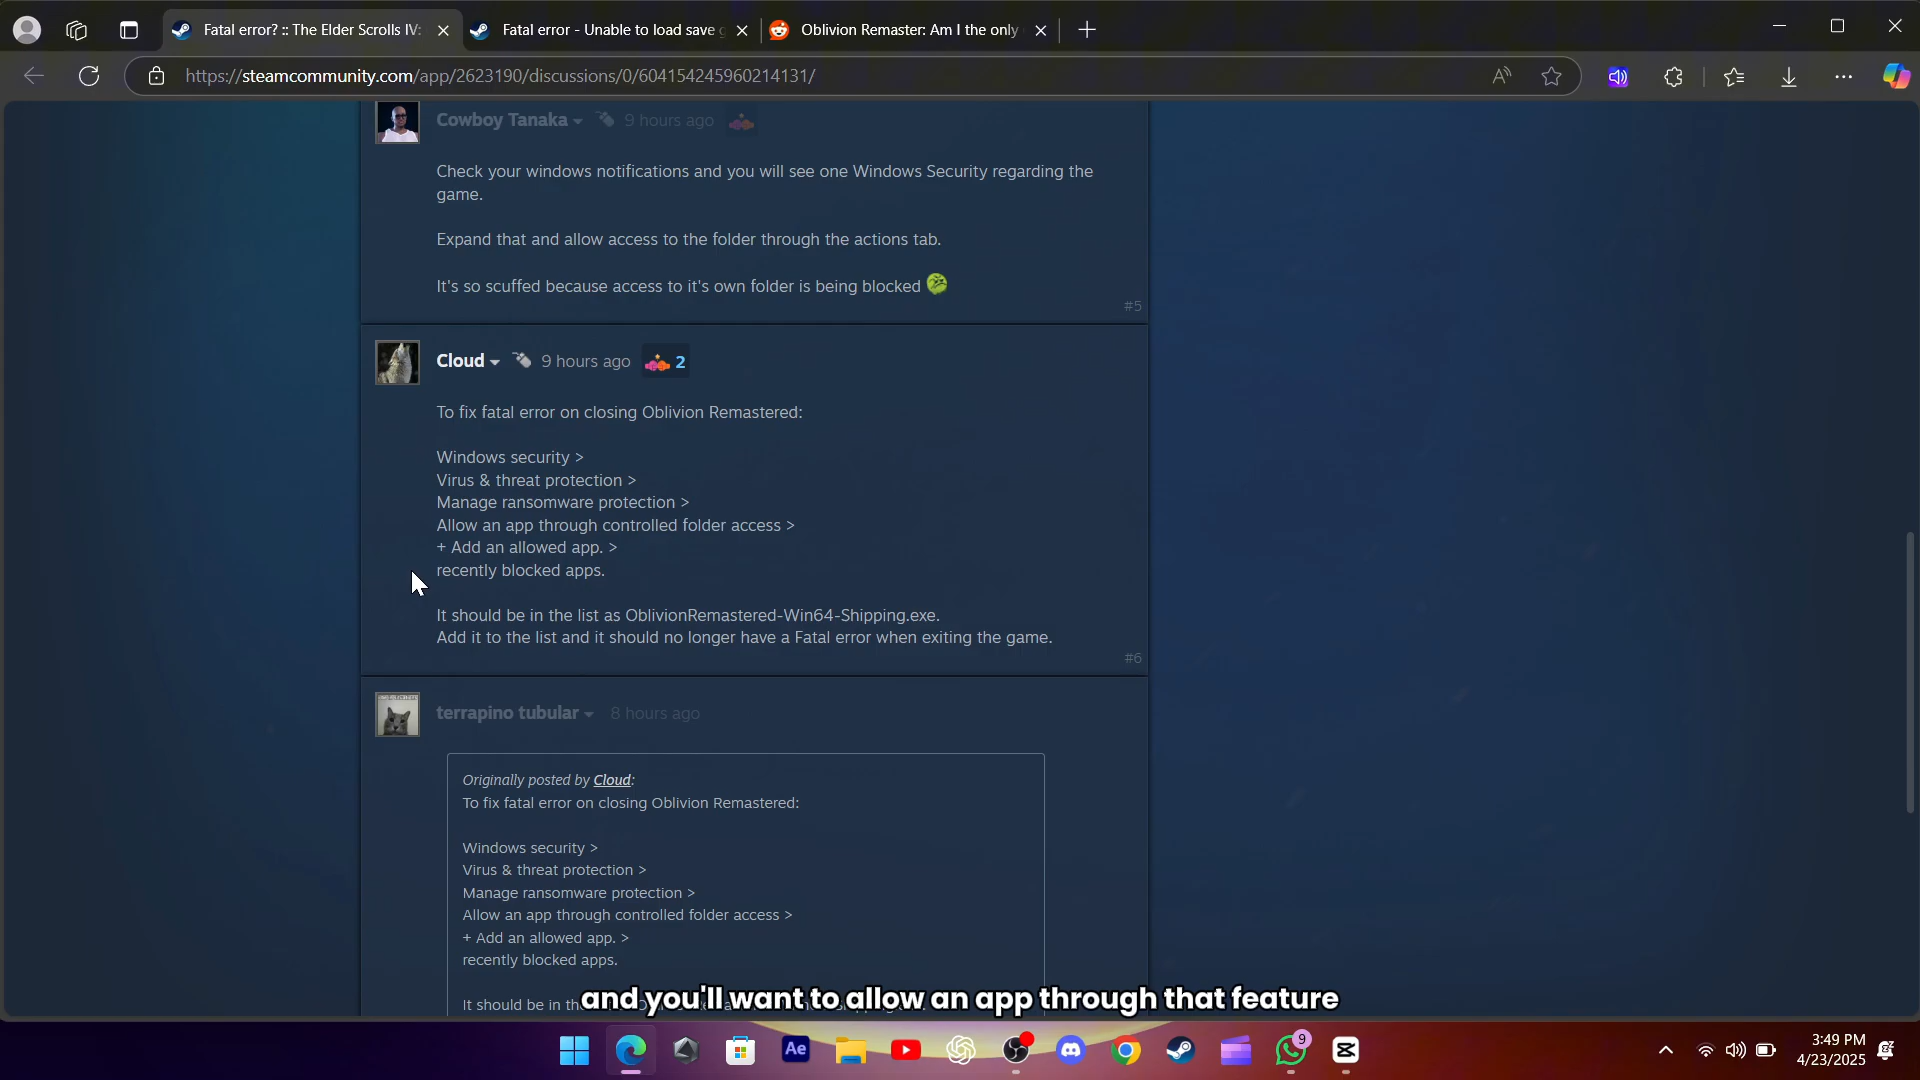 Fatal error? :: The Elder Scrolls IV:
Fatal error - Unable to load save g
Oblivion Remaster: Am I the only
https://steamcommunity.com/app/2623190/discussions/0/604154245960214131/
Cowboy Tanaka
9 hours ago
Check your windows notifications and you will see one Windows Security regarding the
game.
Expand that and allow access to the folder through the actions tab.
It's so scuffed because access to it's own folder is being blocked
#5
Cloud
9 hours ago
2
To fix fatal error on closing Oblivion Remastered:
Windows security >
Virus & threat protection >
Manage ransomware protection >
Allow an app through controlled folder access >
+ Add an allowed app. >
recently blocked apps.
It should be in the list as OblivionRemastered-Win64-Shipping.exe.
Add it to the list and it should no longer have a Fatal error when exiting the game.
#6
terrapino tubular
8 hours ago
Originally posted by Cloud:
To fix fatal error on closing Oblivion Remastered:
Windows security >
Virus & threat protection >
Manage ransomware protection >
Allow an app through controlled folder access >
+ Add an allowed app. >
recently blocked apps.
It should be in th
and you'll want to allow an app through that feature
Ae
9
3:49 PM
4/23/2025